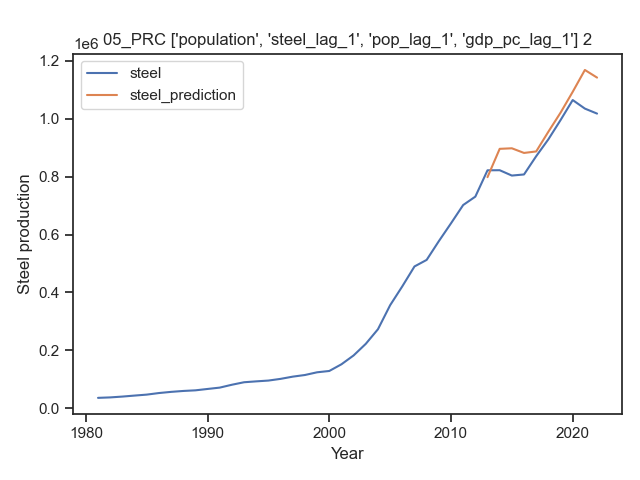 05_PRC ['population', 'steel_lag_1', 'pop_lag_1', 'gdp_pc_lag_1'] 2
1e6
steel
steel_prediction
1.2
1.0
0.8
0.6
0.4
0.2
0.0
Steel production
1980
1990
2000
2010
2020
Year